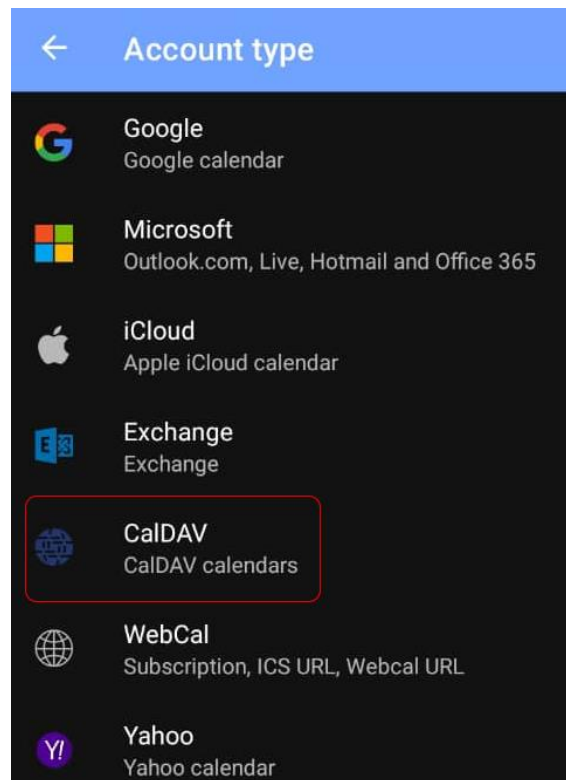 Account type
Google
Google calendar
Microsoft
Outlook.com, Live, Hotmail and Office 365
iCloud
Apple iCloud calendar
Exchange
Exchange
CalDAV
CalDAV calendars
WebCal
Subscription, ICS URL, Webcal URL
Yahoo
Yahoo calendar